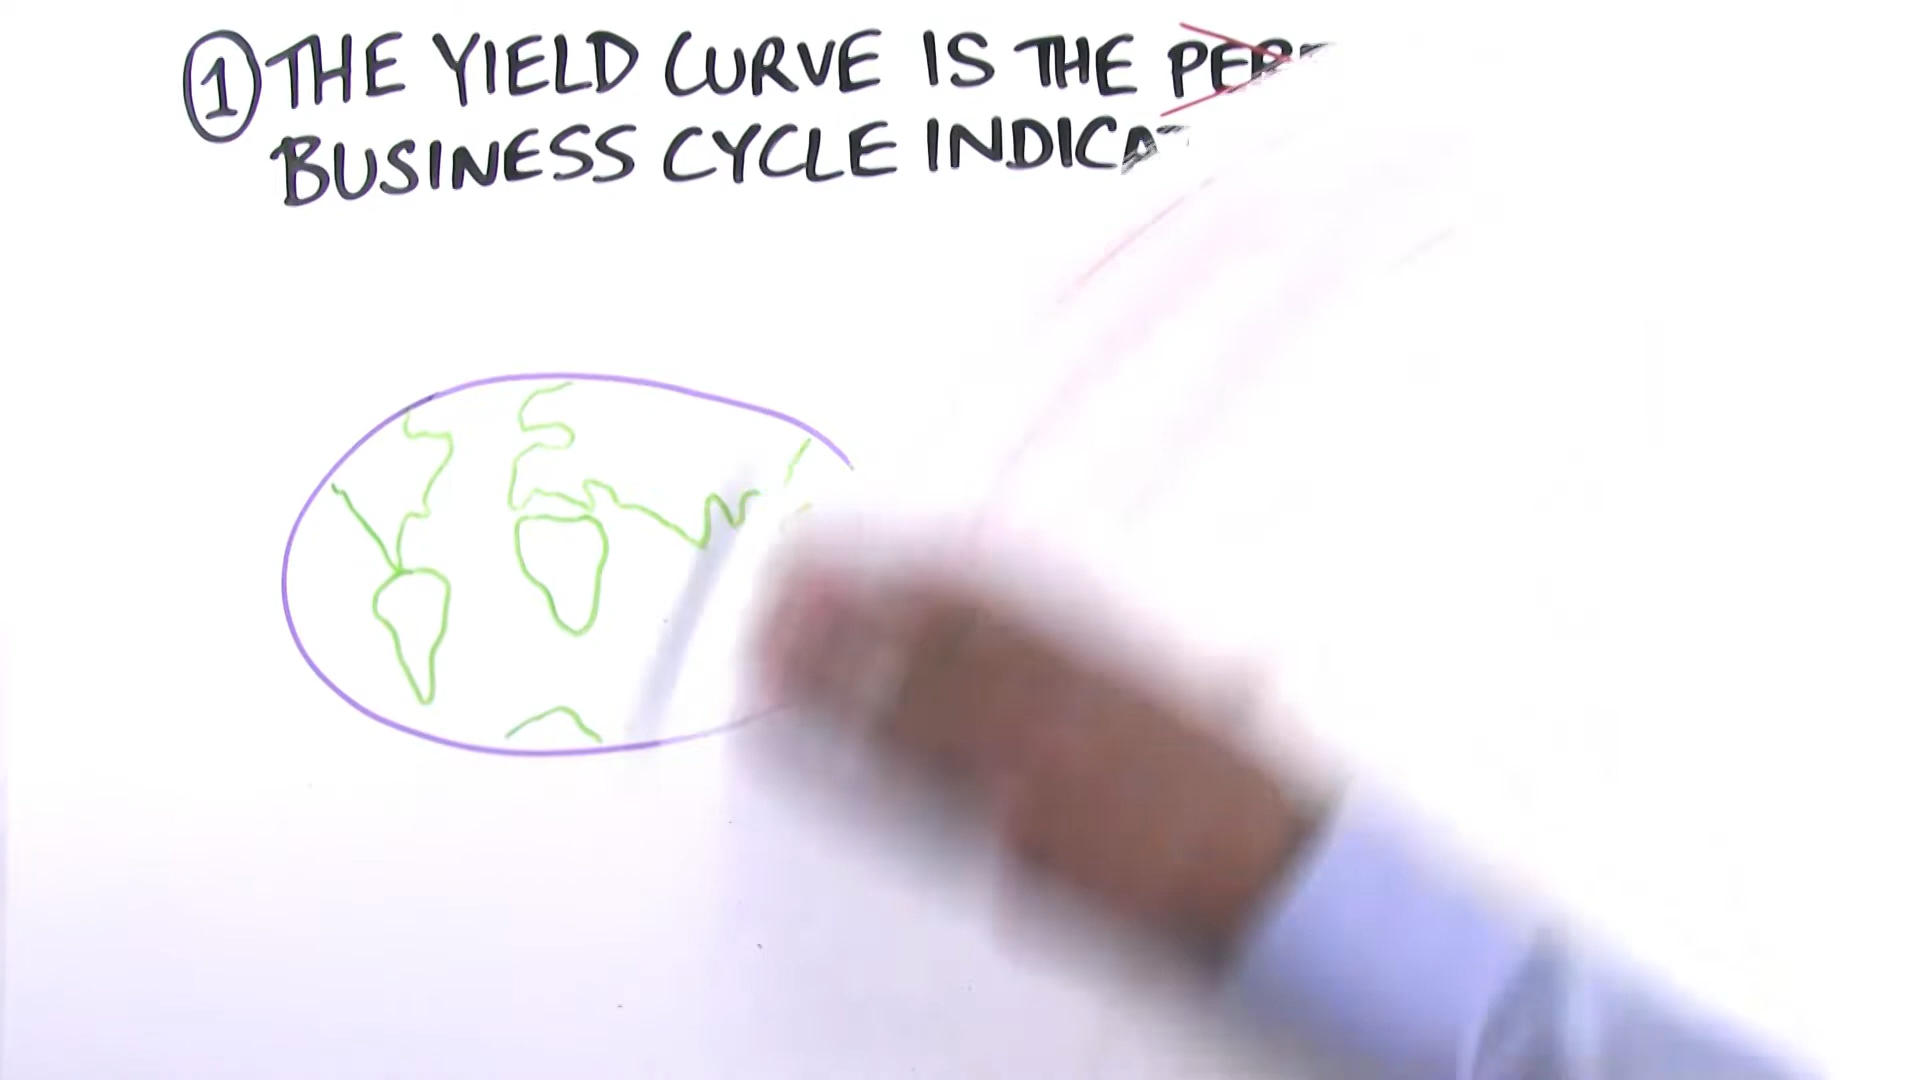 ① THE YIELD CURVE IS THE
BUSINESS CYCLE